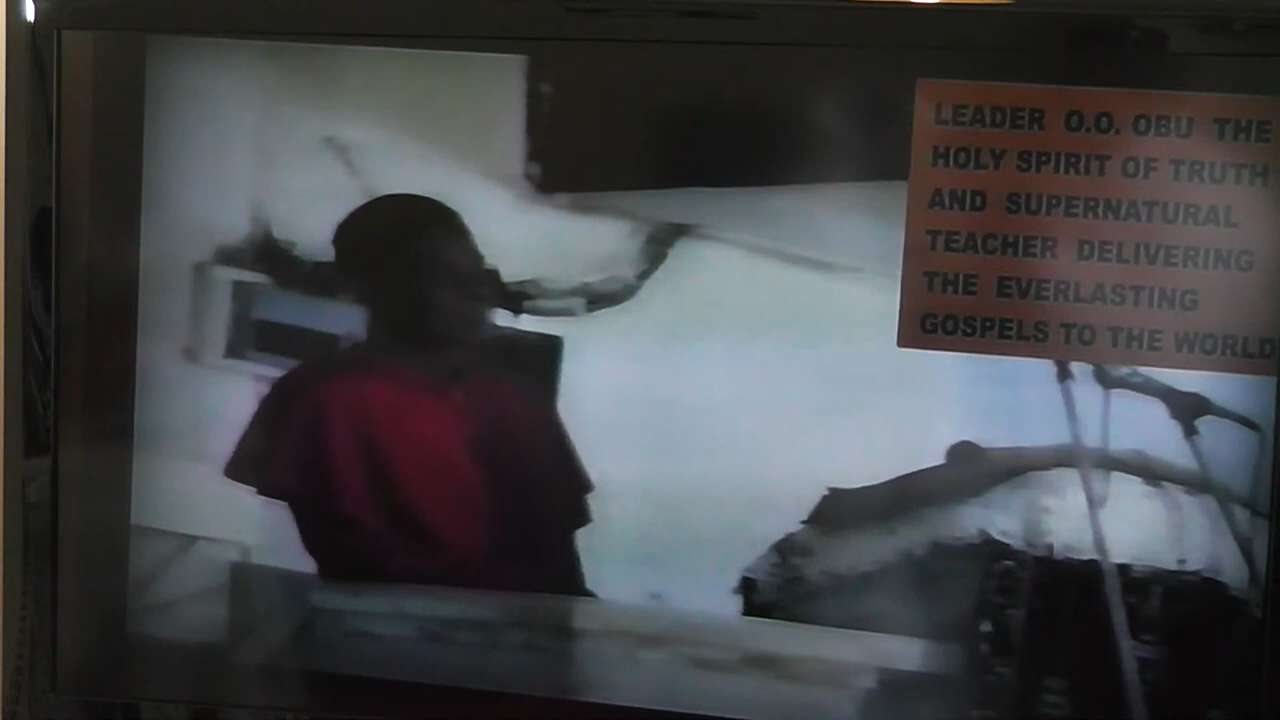 LEADER O.O. OBU THE
HOLY SPIRIT OF TRUTH
AND SUPERNATURAL
TEACHER DELIVERING
THE EVERLASTING
GOSPELS TO THE WORLD